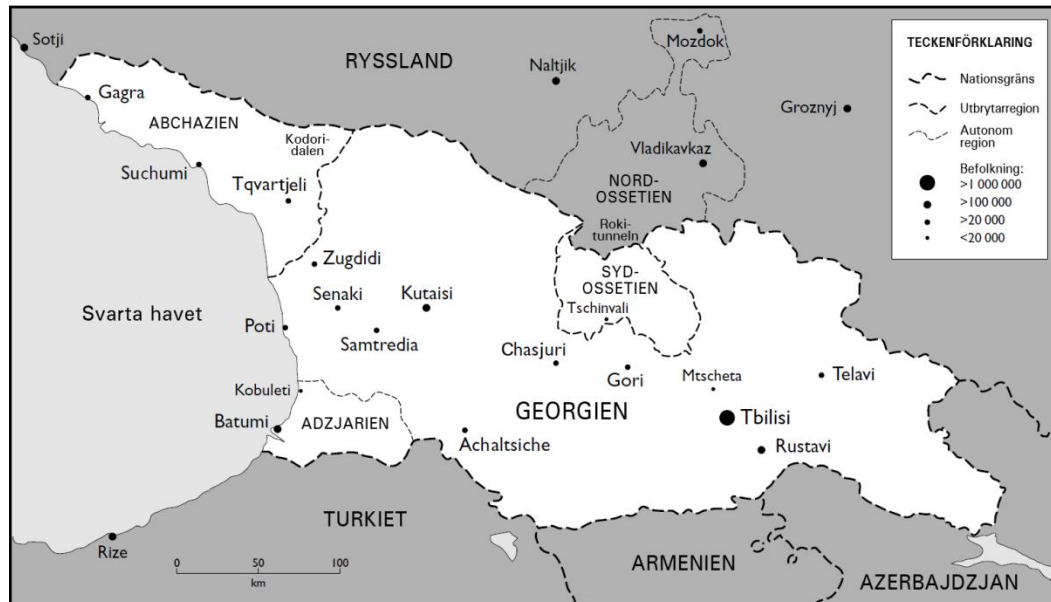 Sotji
RYSSLAND
Naltjik
Mozdok
Groznyj
Gagra
ABCHAZIEN
Kodori-
dalen
Suchumi
Tqvartjeli
Vladikavkaz
NORD-
OSSETIEN
Roki-
tunneln
Zugdidi
SYD-
OSSETIEN
Tschinvali
Svarta havet
Senaki
Kutaisi
Poti
Samtredia
Chasjuri
Gori
Mtscheta
Telavi
Kobuleti
Batumi
ADZJARIEN
GEORGIEN
Tbilisi
Achaltsiche
Rustavi
TURKIET
Rize
ARMENIEN
AZERBAJDZJAN
0 50 100
km
TECKENFÖRKLARING
Nationsgräns
Utbrytarregion
Autonom
region
Befolkning:
>1 000 000
>100 000
>20 000
<20 000